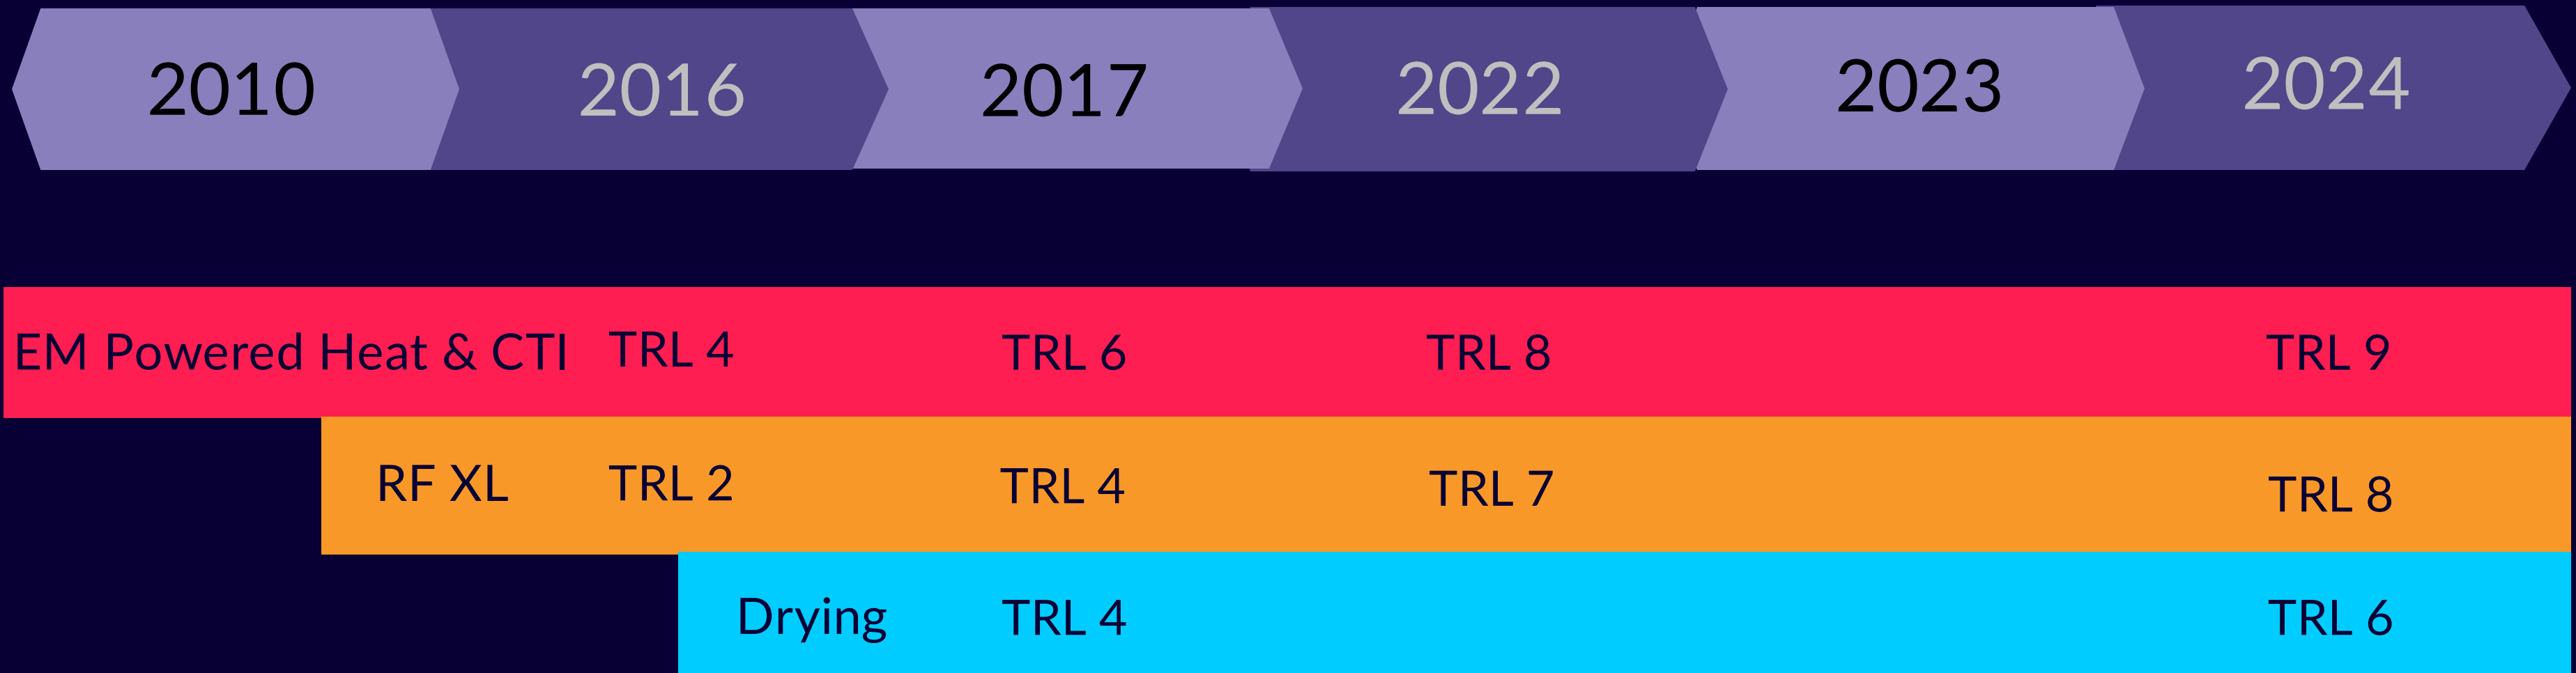 2010 2016 2017 2022 2023 2024
EM Powered Heat & CTI TRL 4 TRL 6 TRL 8 TRL 9
RF XL TRL 2 TRL 4 TRL 7 TRL 8
Drying TRL 4 TRL 6